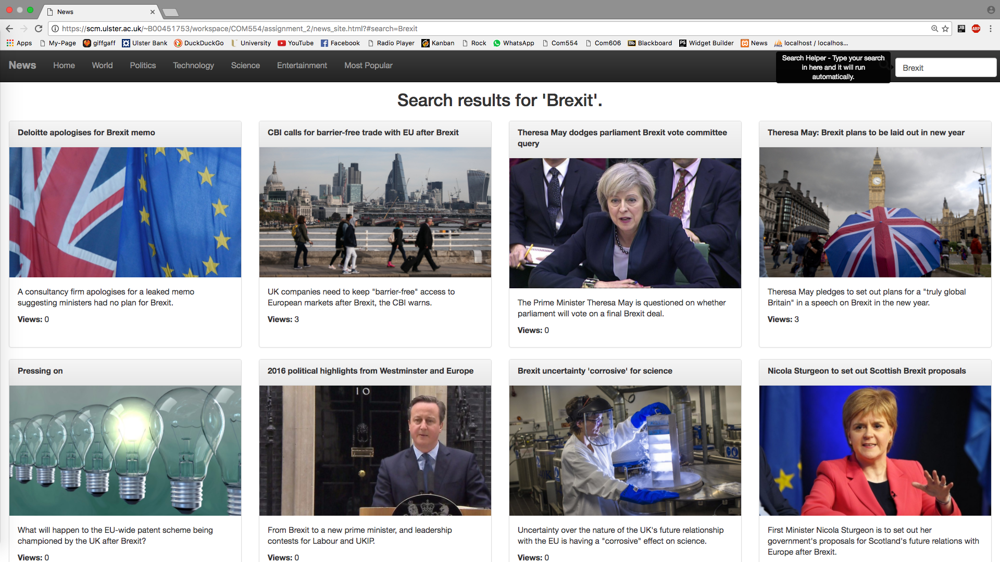 News
https://scm.ulster.ac.uk/~B00451753/workspace/COM554/assignment_2/news_site.html?#search=Brexit
Apps My-Page giffgaff Ulster Bank DuckDuckGo University YouTube Facebook Radio Player Kanban Rock WhatsApp Com554 Com606 Bb Blackboard PS Widget Builder News PMA localhost / localhos...
JB ABP
News Home World Politics Technology Science Entertainment Most Popular
Search Helper - Type your search
in here and it will run
automatically.
Brexit
Search results for 'Brexit'.
Deloitte apologises for Brexit memo
A consultancy firm apologises for a leaked memo
suggesting ministers had no plan for Brexit.
Views: 0
CBI calls for barrier-free trade with EU after Brexit
UK companies need to keep "barrier-free" access to
European markets after Brexit, the CBI warns.
Views: 3
Theresa May dodges parliament Brexit vote committee
query
The Prime Minister Theresa May is questioned on whether
parliament will vote on a final Brexit deal.
Views: 0
Theresa May: Brexit plans to be laid out in new year
Theresa May pledges to set out plans for a "truly global
Britain" in a speech on Brexit in the new year.
Views: 3
Pressing on
What will happen to the EU-wide patent scheme being
championed by the UK after Brexit?
Views: 0
2016 political highlights from Westminster and Europe
10
From Brexit to a new prime minister, and leadership
contests for Labour and UKIP.
Views: 0
Brexit uncertainty 'corrosive' for science
Uncertainty over the nature of the UK's future relationship
with the EU is having a "corrosive" effect on science.
Views: 0
Nicola Sturgeon to set out Scottish Brexit proposals
First Minister Nicola Sturgeon is to set out her
government's proposals for Scotland's future relations with
Europe after Brexit.